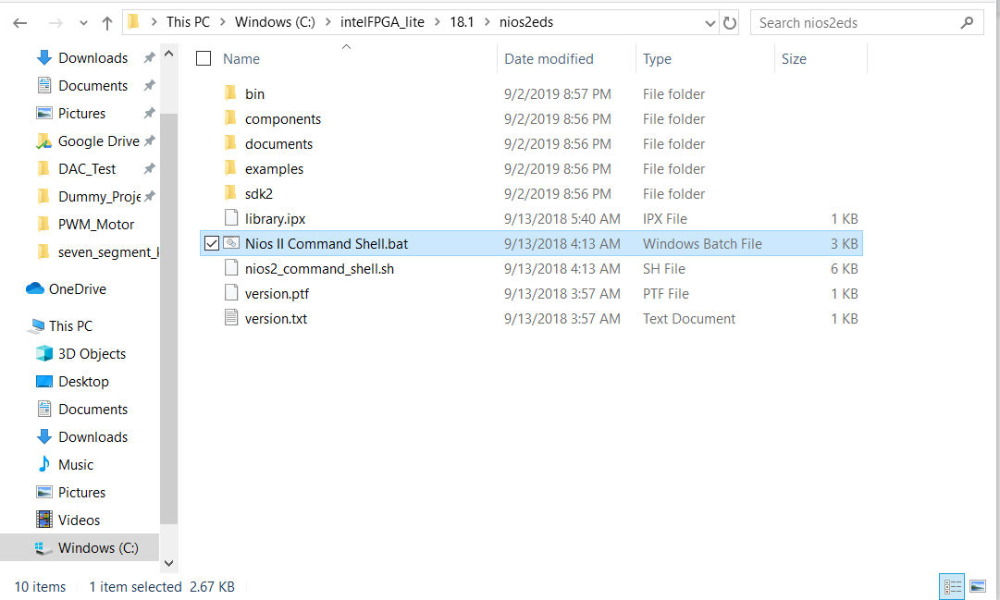 This PC > Windows (C:) > intelFPGA_lite > 18.1 > nios2eds
Search nios2eds
Downloads
Documents
Pictures
Google Drive
DAC_Test
Dummy_Proje
PWM_Motor
seven_segment_k
OneDrive
This PC
3D Objects
Desktop
Documents
Downloads
Music
Pictures
Videos
Windows (C:)
Name Date modified Type Size
bin 9/2/2019 8:57 PM File folder
components 9/2/2019 8:56 PM File folder
documents 9/2/2019 8:56 PM File folder
examples 9/2/2019 8:56 PM File folder
sdk2 9/2/2019 8:56 PM File folder
library.ipx 9/13/2018 5:40 AM IPX File 1 KB
Nios II Command Shell.bat 9/13/2018 4:13 AM Windows Batch File 3 KB
nios2_command_shell.sh 9/13/2018 4:13 AM SH File 6 KB
version.ptf 9/13/2018 3:57 AM PTF File 1 KB
version.txt 9/13/2018 3:57 AM Text Document 1 KB
10 items 1 item selected 2.67 KB